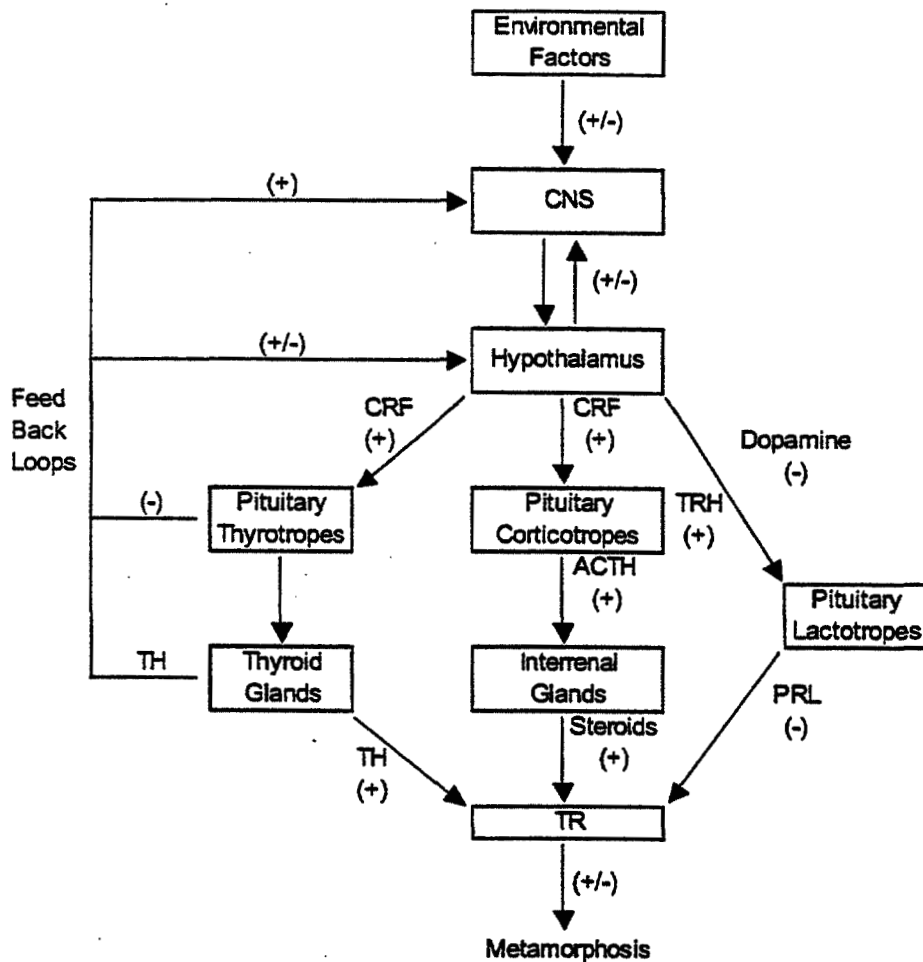 Environmental
Factors
(+/-)
(+)
CNS
(+/-)
(+/-)
Hypothalamus
Feed
Back
Loops
CRF
(+)
CRF
(+)
Dopamine
(-)
(-)
Pituitary
Thyrotropes
Pituitary
Corticotropes
TRH
(+)
ACTH
(+)
Pituitary
Lactotropes
TH
Thyroid
Glands
Interrenal
Glands
PRL
(-)
TH
(+)
Steroids
(+)
TR
(+/-)
Metamorphosis